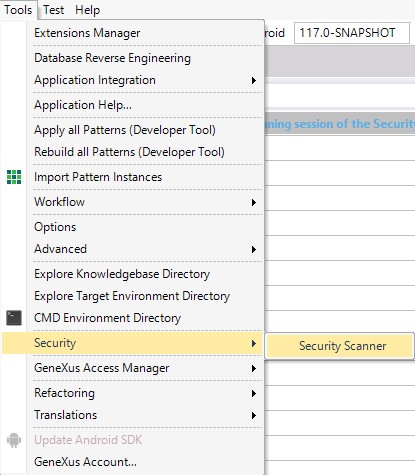 Tools Test Help
Extensions Manager
roid 117.0-SNAPSHOT
Database Reverse Engineering
Application Integration
Application Help...
Apply all Patterns (Developer Tool)
ning session of the Security
Rebuild all Patterns (Developer Tool)
Import Pattern Instances
Workflow
Options
Advanced
Explore Knowledgebase Directory
Explore Target Environment Directory
CMD Environment Directory
Security
Security Scanner
GeneXus Access Manager
Refactoring
Translations
Update Android SDK
GeneXus Account...